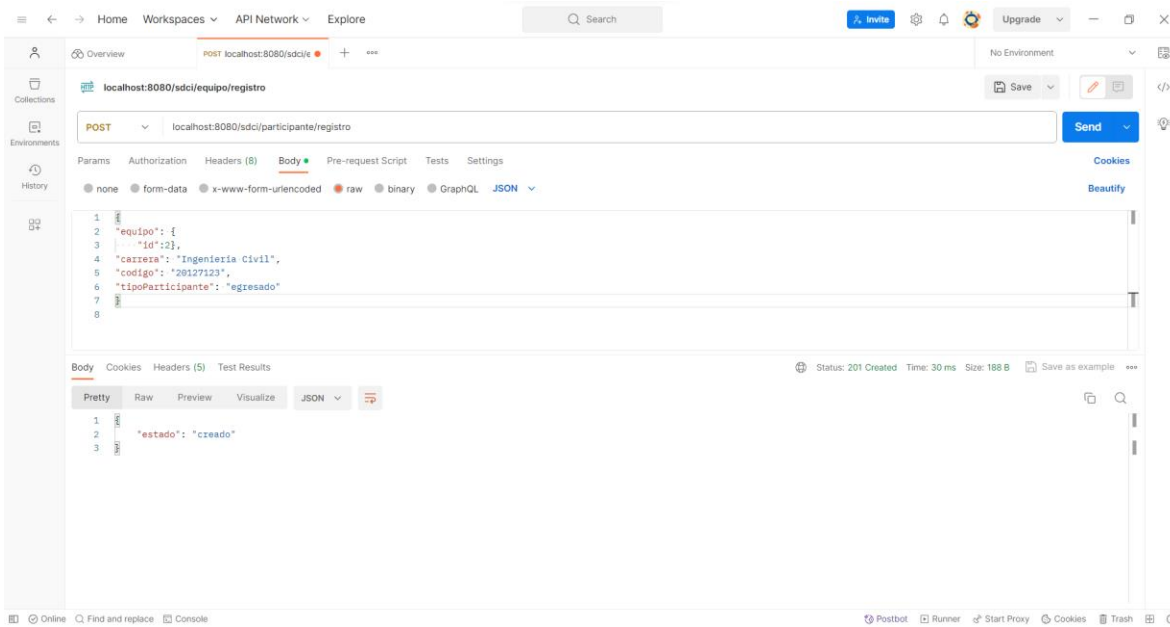 Home Workspaces API Network Explore Search Invite Upgrade
Overview POST localhost:8080/sdci/e No Environment
localhost:8080/sdci/equipo/registro Save
POST localhost:8080/sdci/participante/registro Send
Params Authorization Headers (8) Body Pre-request Script Tests Settings Cookies
none form-data x-www-form-urlencoded raw binary GraphQL JSON Beautify
Collections
Environments
History
1 {
2 "equipo": {
3 "id":2},
4 "carrera": "Ingeniería Civil",
5 "codigo": "20127123",
6 "tipoParticipante": "egresado"
7 }
8
Body Cookies Headers (5) Test Results Status: 201 Created Time: 30 ms Size: 188 B Save as example
Pretty Raw Preview Visualize JSON
1 {
2 "estado": "creado"
3 }
Online Find and replace Console Postbot Runner Start Proxy Cookies Trash